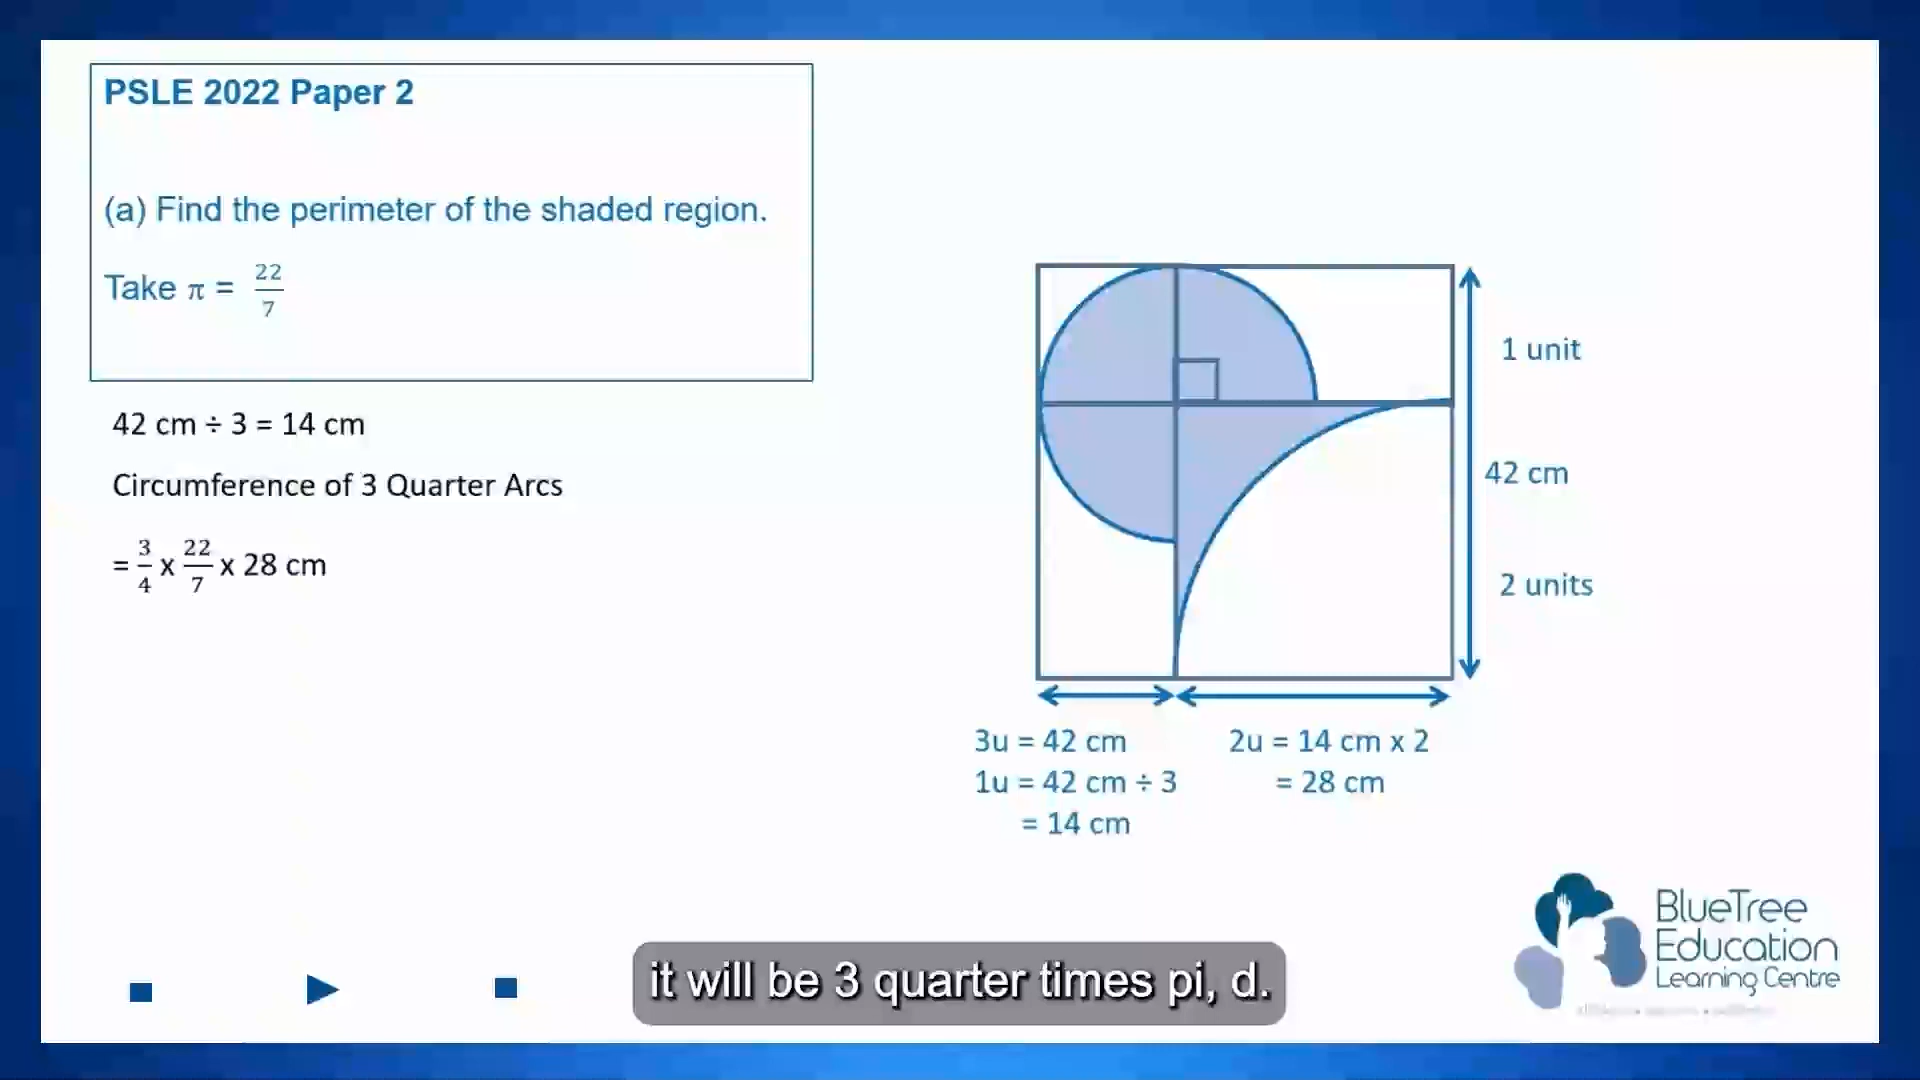 PSLE 2022 Paper 2
(a) Find the perimeter of the shaded region.
Take π = 22/7
42 cm ÷ 3 = 14 cm
Circumference of 3 Quarter Arcs
= 3/4 x 22/7 x 28 cm
1 unit
42 cm
2 units
3u = 42 cm
1u = 42 cm ÷ 3
= 14 cm
2u = 14 cm x 2
= 28 cm
BlueTree
Education
Learning Centre
it will be 3 quarter times pi, d.